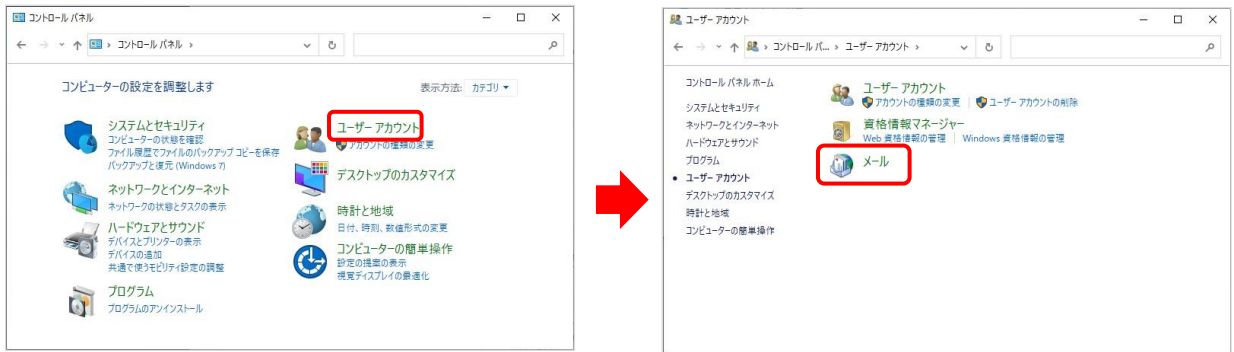 コントロール パネル
コントロール パネル
コンピューターの設定を調整します
表示方法: カテゴリ
システムとセキュリティ
コンピューターの状態を確認
ファイル履歴でファイルのバックアップ コピーを保存
バックアップと復元 (Windows 7)
ネットワークとインターネット
ネットワークの状態とタスクの表示
ハードウェアとサウンド
デバイスとプリンターの表示
デバイスの追加
共通で使うモビリティ設定の調整
プログラム
プログラムのアンインストール
ユーザー アカウント
アカウントの種類の変更
デスクトップのカスタマイズ
時計と地域
日付、時刻、数値形式の変更
コンピューターの簡単操作
設定の提案の表示
視覚ディスプレイの最適化
ユーザー アカウント
コントロール パ... ユーザー アカウント
コントロール パネル ホーム
システムとセキュリティ
ネットワークとインターネット
ハードウェアとサウンド
プログラム
ユーザー アカウント
デスクトップのカスタマイズ
時計と地域
コンピューターの簡単操作
ユーザー アカウント
アカウントの種類の変更 ユーザー アカウントの削除
資格情報マネージャー
Web 資格情報の管理 Windows 資格情報の管理
メール